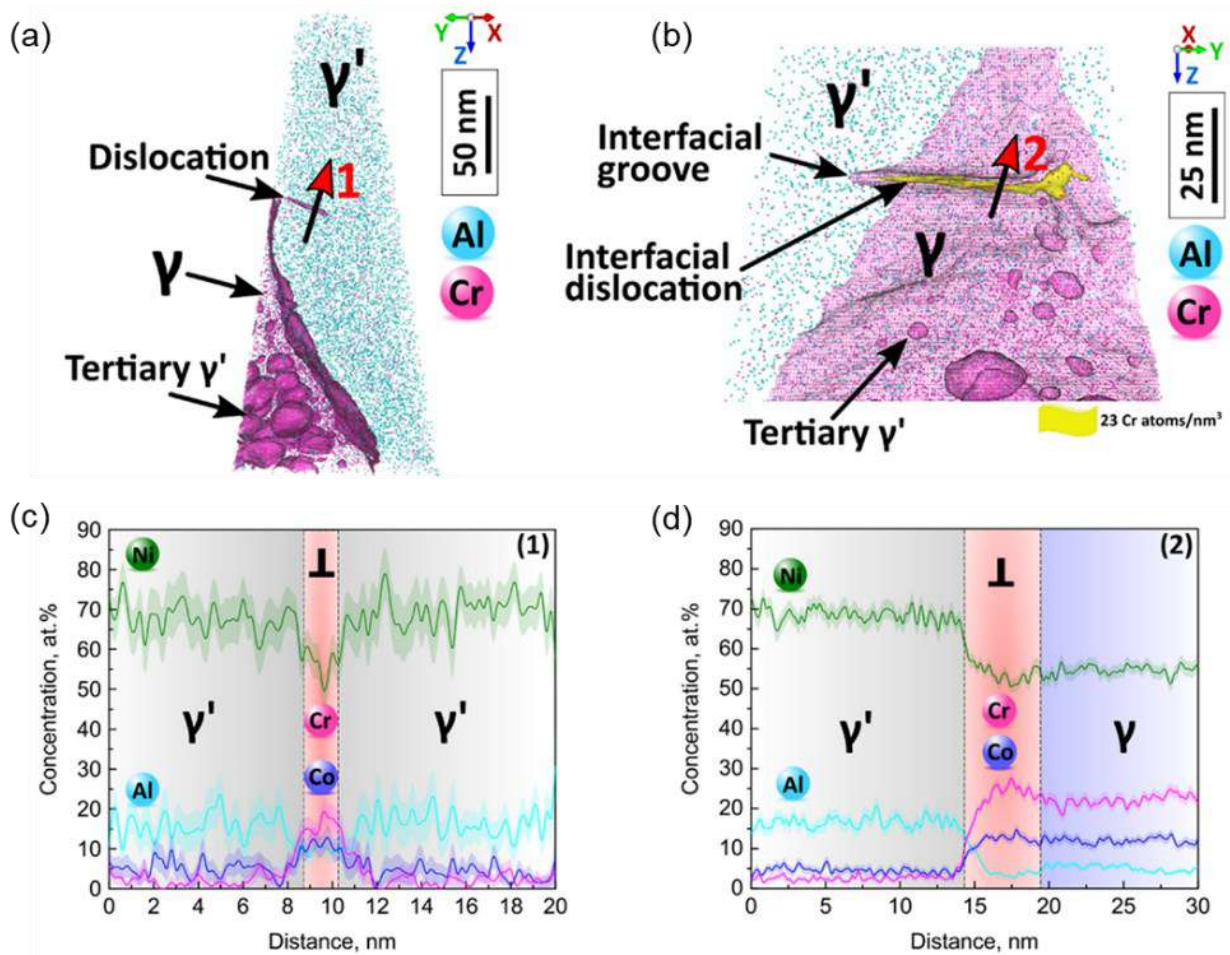 (a)
γ'
Y
X
Z
50 nm
Dislocation
1
γ
Al
Cr
Tertiary γ'
(b)
γ'
X
Y
Z
25 nm
Interfacial
groove
2
γ
Interfacial
dislocation
Al
Cr
Tertiary γ'
23 Cr atoms/nm³
(c)
Concentration, at.%
90
80
70
60
50
40
30
20
10
0
Ni
⊥
(1)
γ'
Cr
γ'
Co
Al
0 2 4 6 8 10 12 14 16 18 20
Distance, nm
(d)
Concentration, at.%
90
80
70
60
50
40
30
20
10
0
Ni
⊥
(2)
γ'
Cr
γ
Co
Al
0 5 10 15 20 25 30
Distance, nm